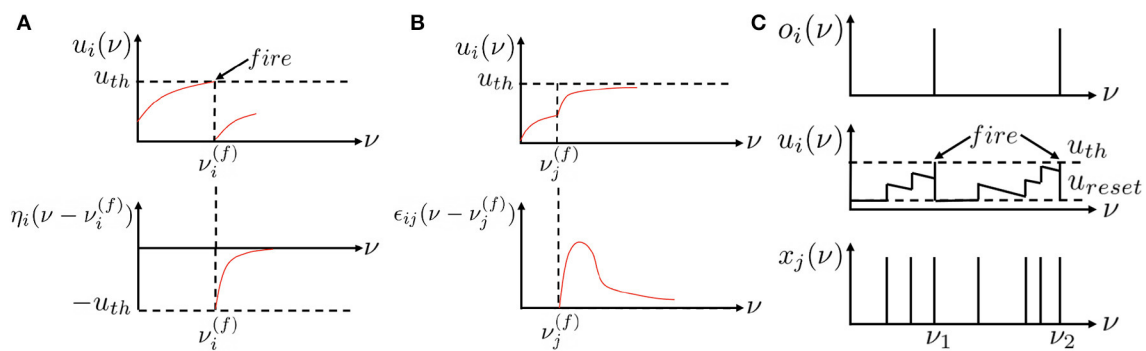 A
u_i(ν)
fire
u_th
ν
ν_i^(f)
η_i(ν − ν_i^(f))
ν
−u_th
ν_i^(f)
B
u_i(ν)
u_th
ν
ν_j^(f)
ϵ_ij(ν − ν_j^(f))
ν
ν_j^(f)
C
o_i(ν)
ν
u_i(ν)
fire
u_th
u_reset
ν
x_j(ν)
ν
ν_1
ν_2